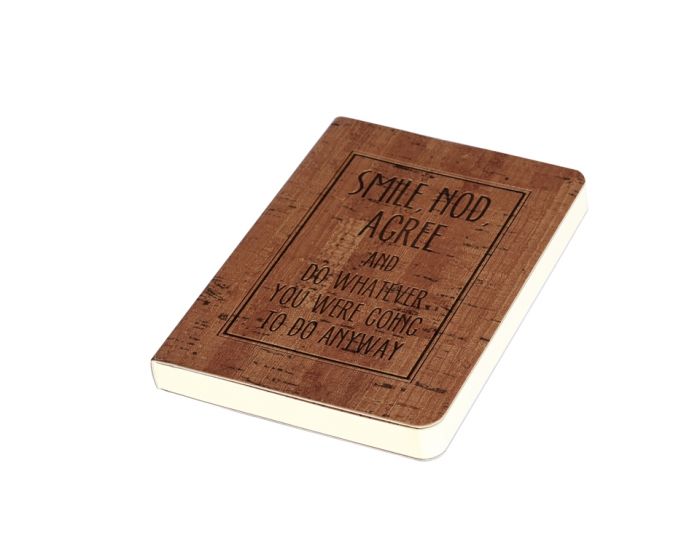 SMILE, NOD,
AGREE
AND
DO WHATEVER
YOU WERE GOING
TO DO ANYWAY